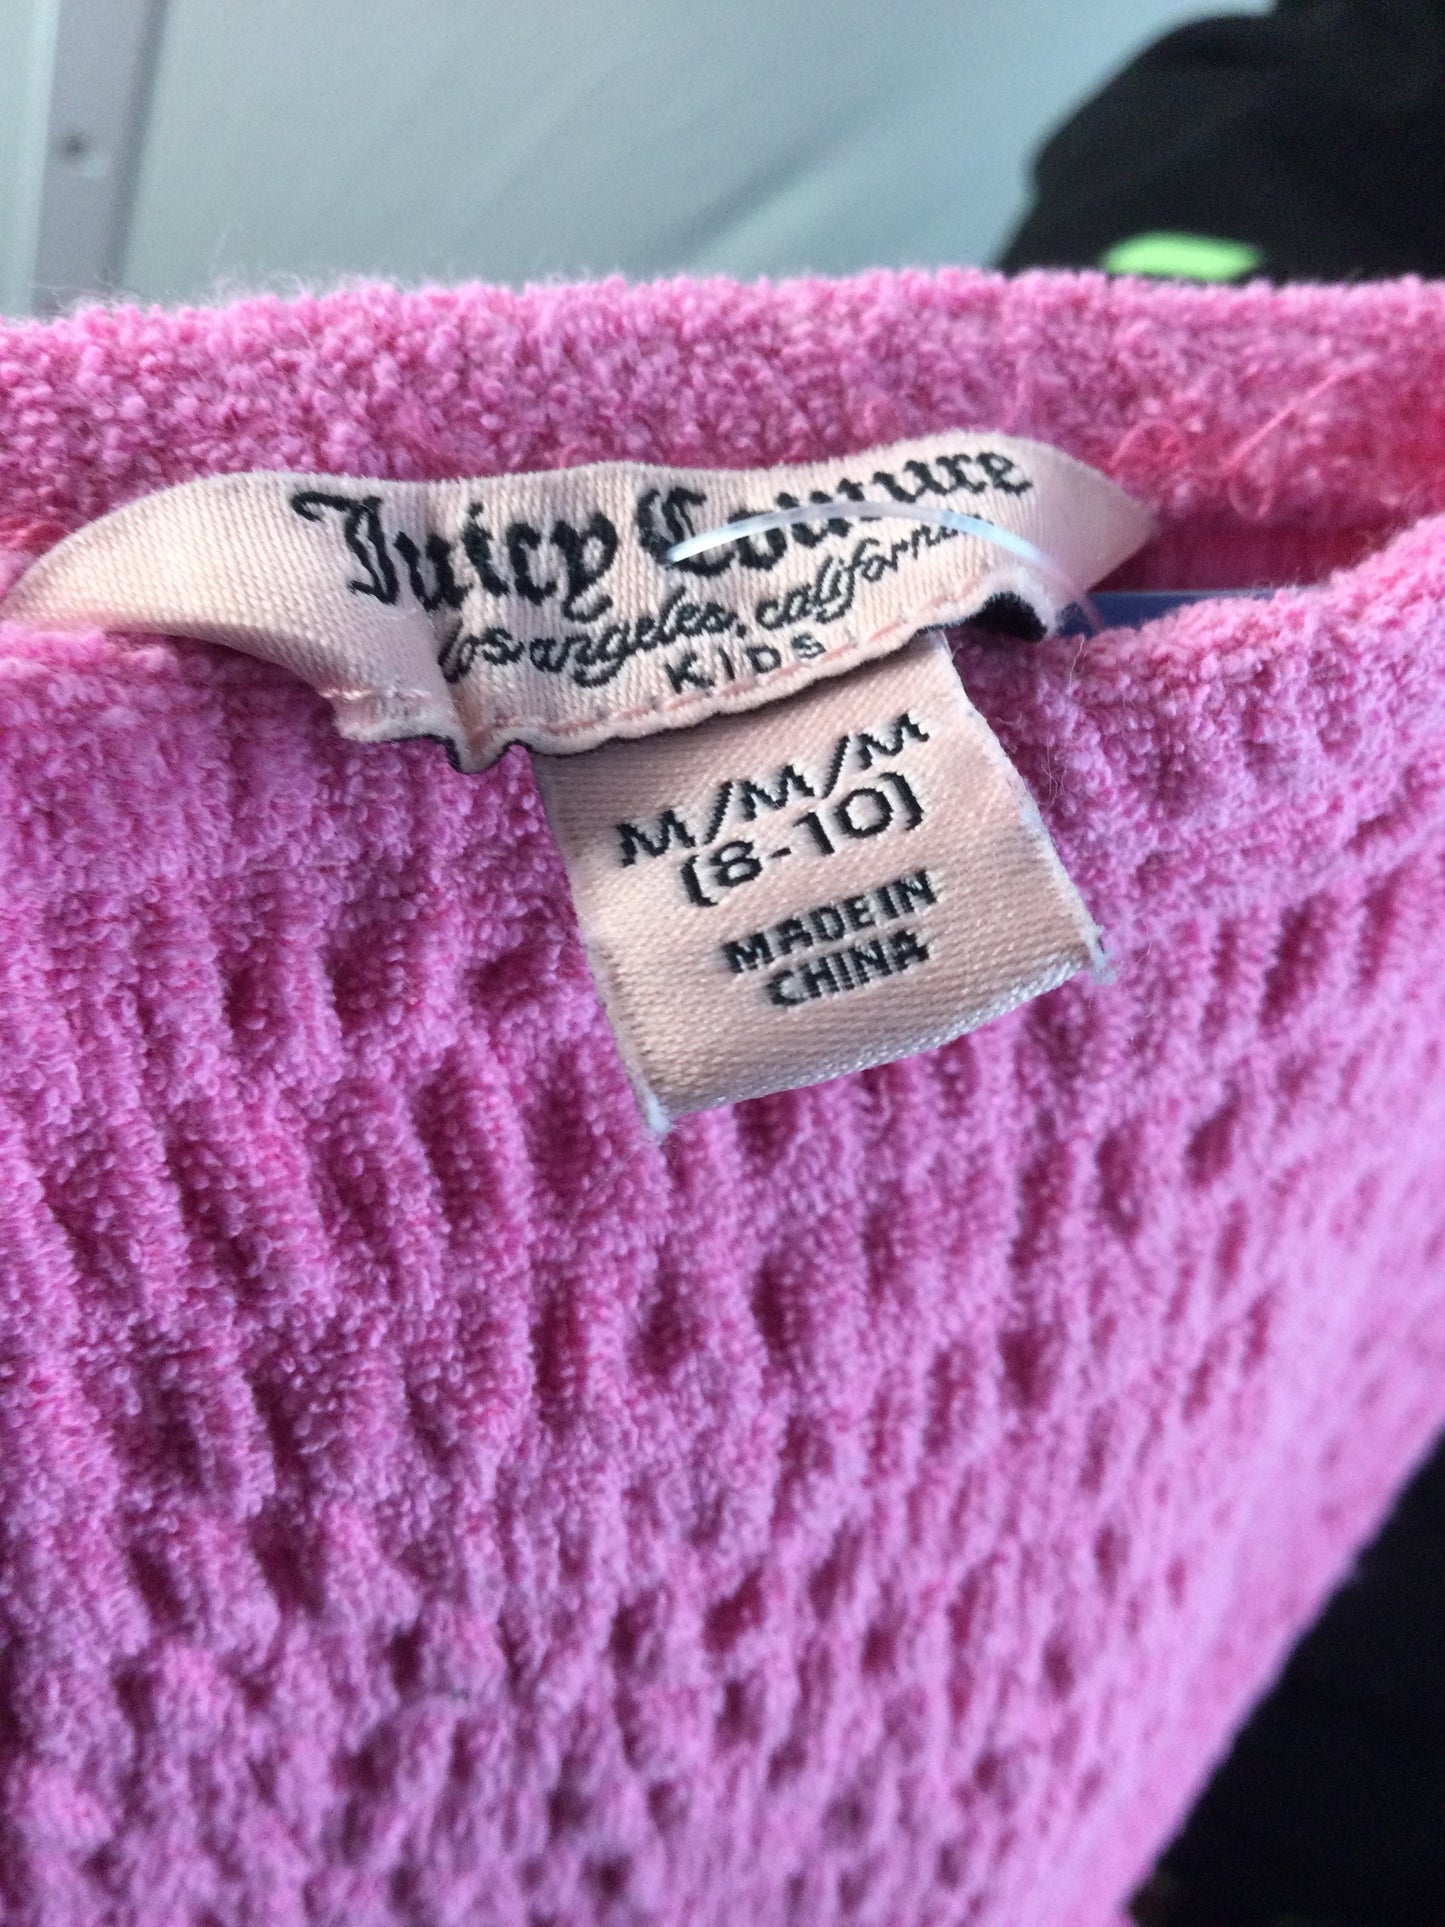 Juicy Couture
los angeles, california
KIDS
M/M/M
(8-10)
MADE IN
CHINA